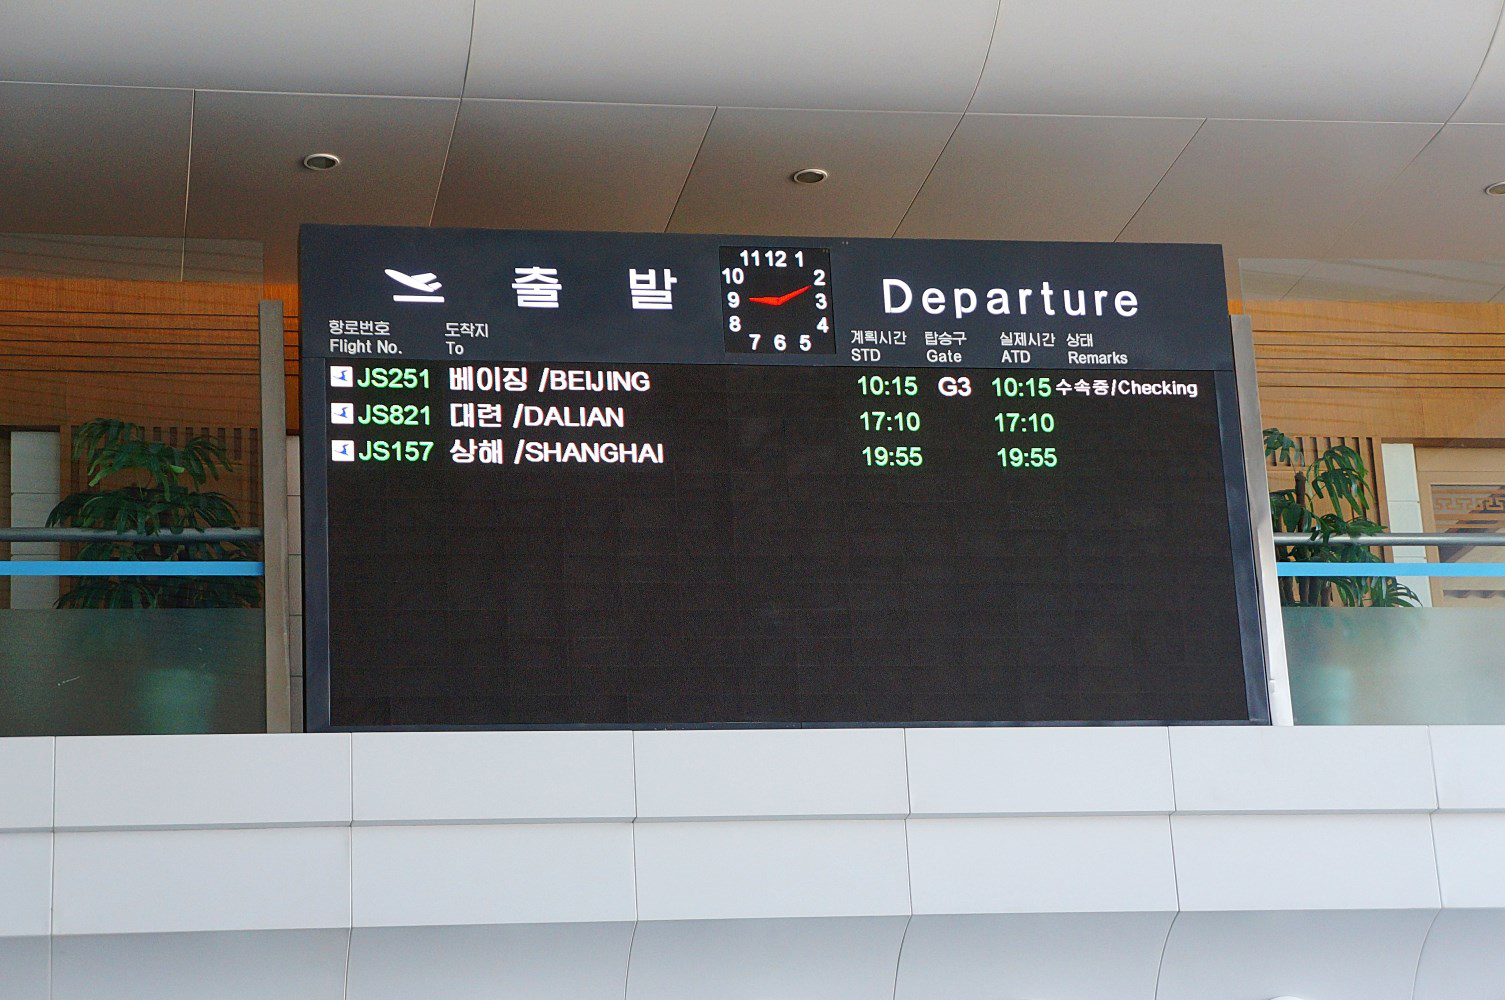 출 발
11 12 1
10 2
9 3
8 4
7 6 5
Departure
항로번호 도착지 계획시간 탑승구 실제시간 상태
Flight No. To STD Gate ATD Remarks
JS251 베이징 /BEIJING 10:15 G3 10:15 수속중/Checking
JS821 대련 /DALIAN 17:10 17:10
JS157 상해 /SHANGHAI 19:55 19:55